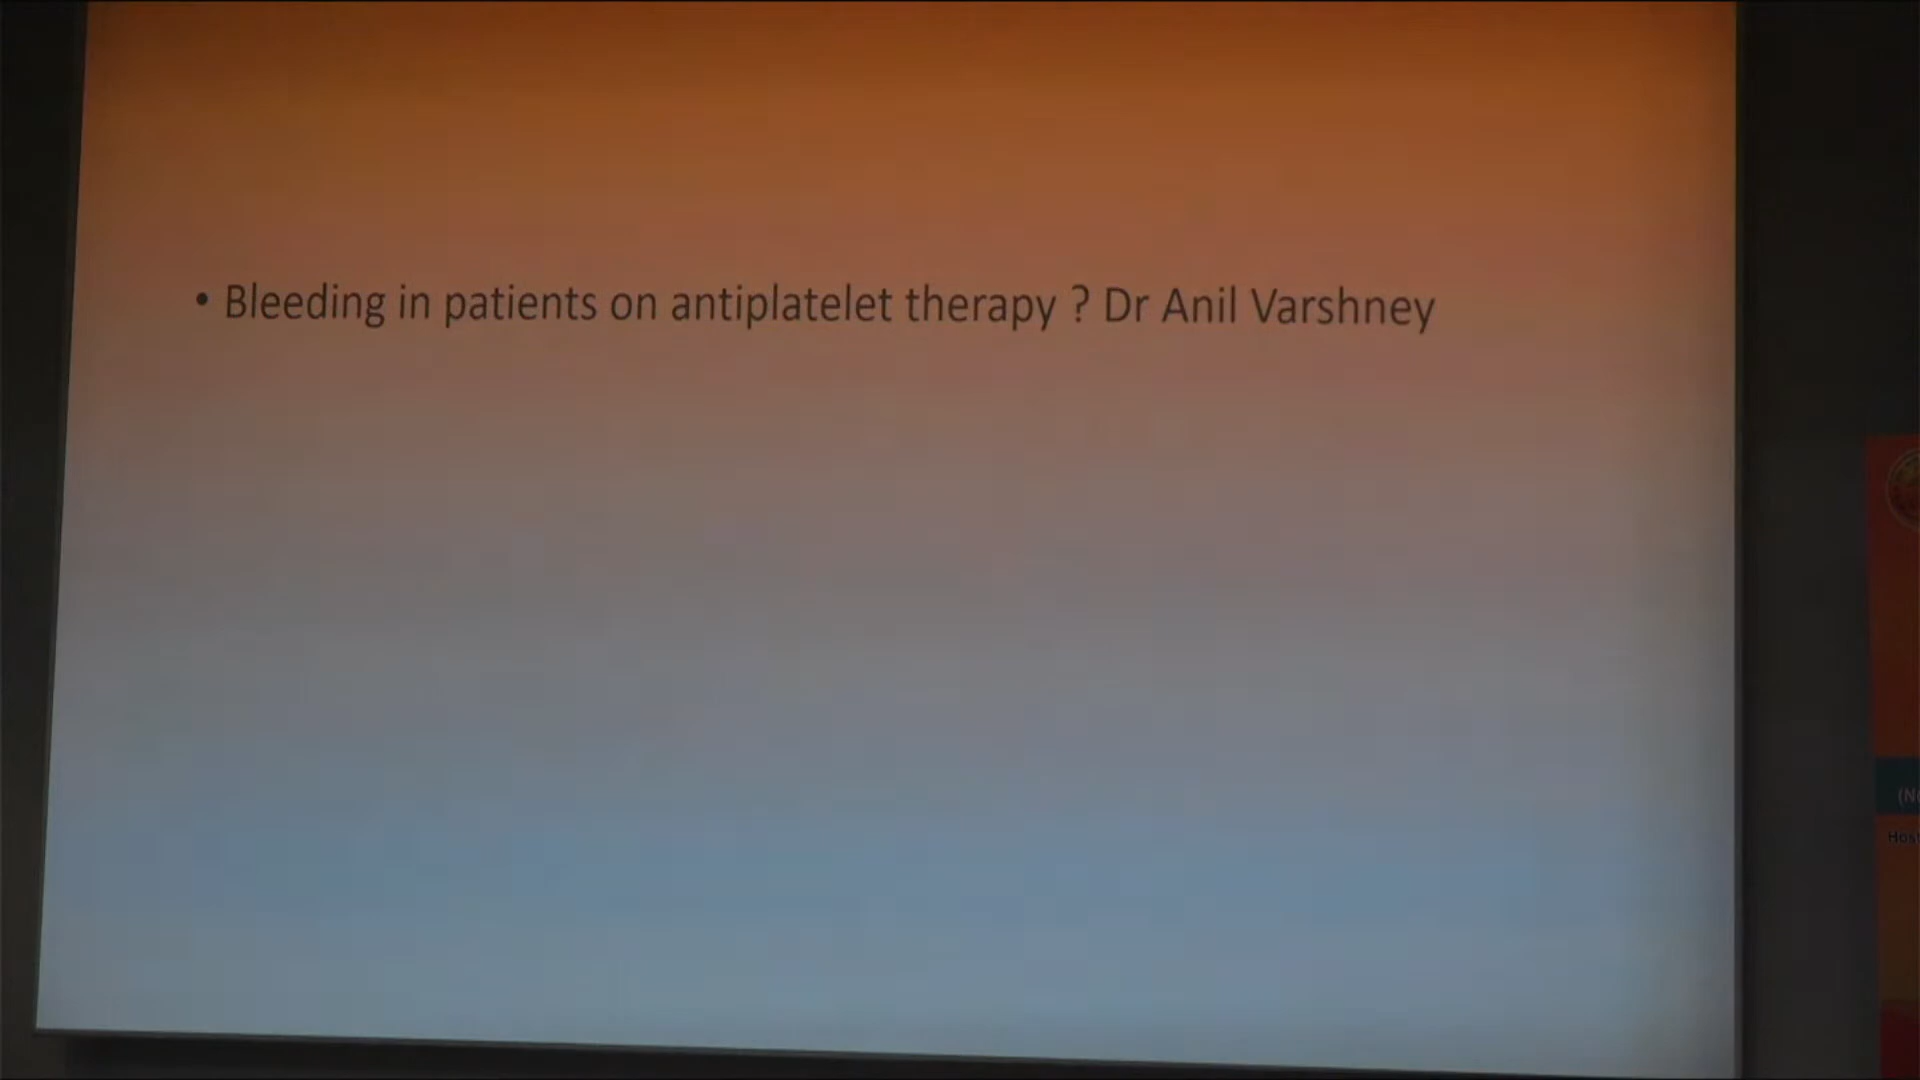 • Bleeding in patients on antiplatelet therapy ? Dr Anil Varshney